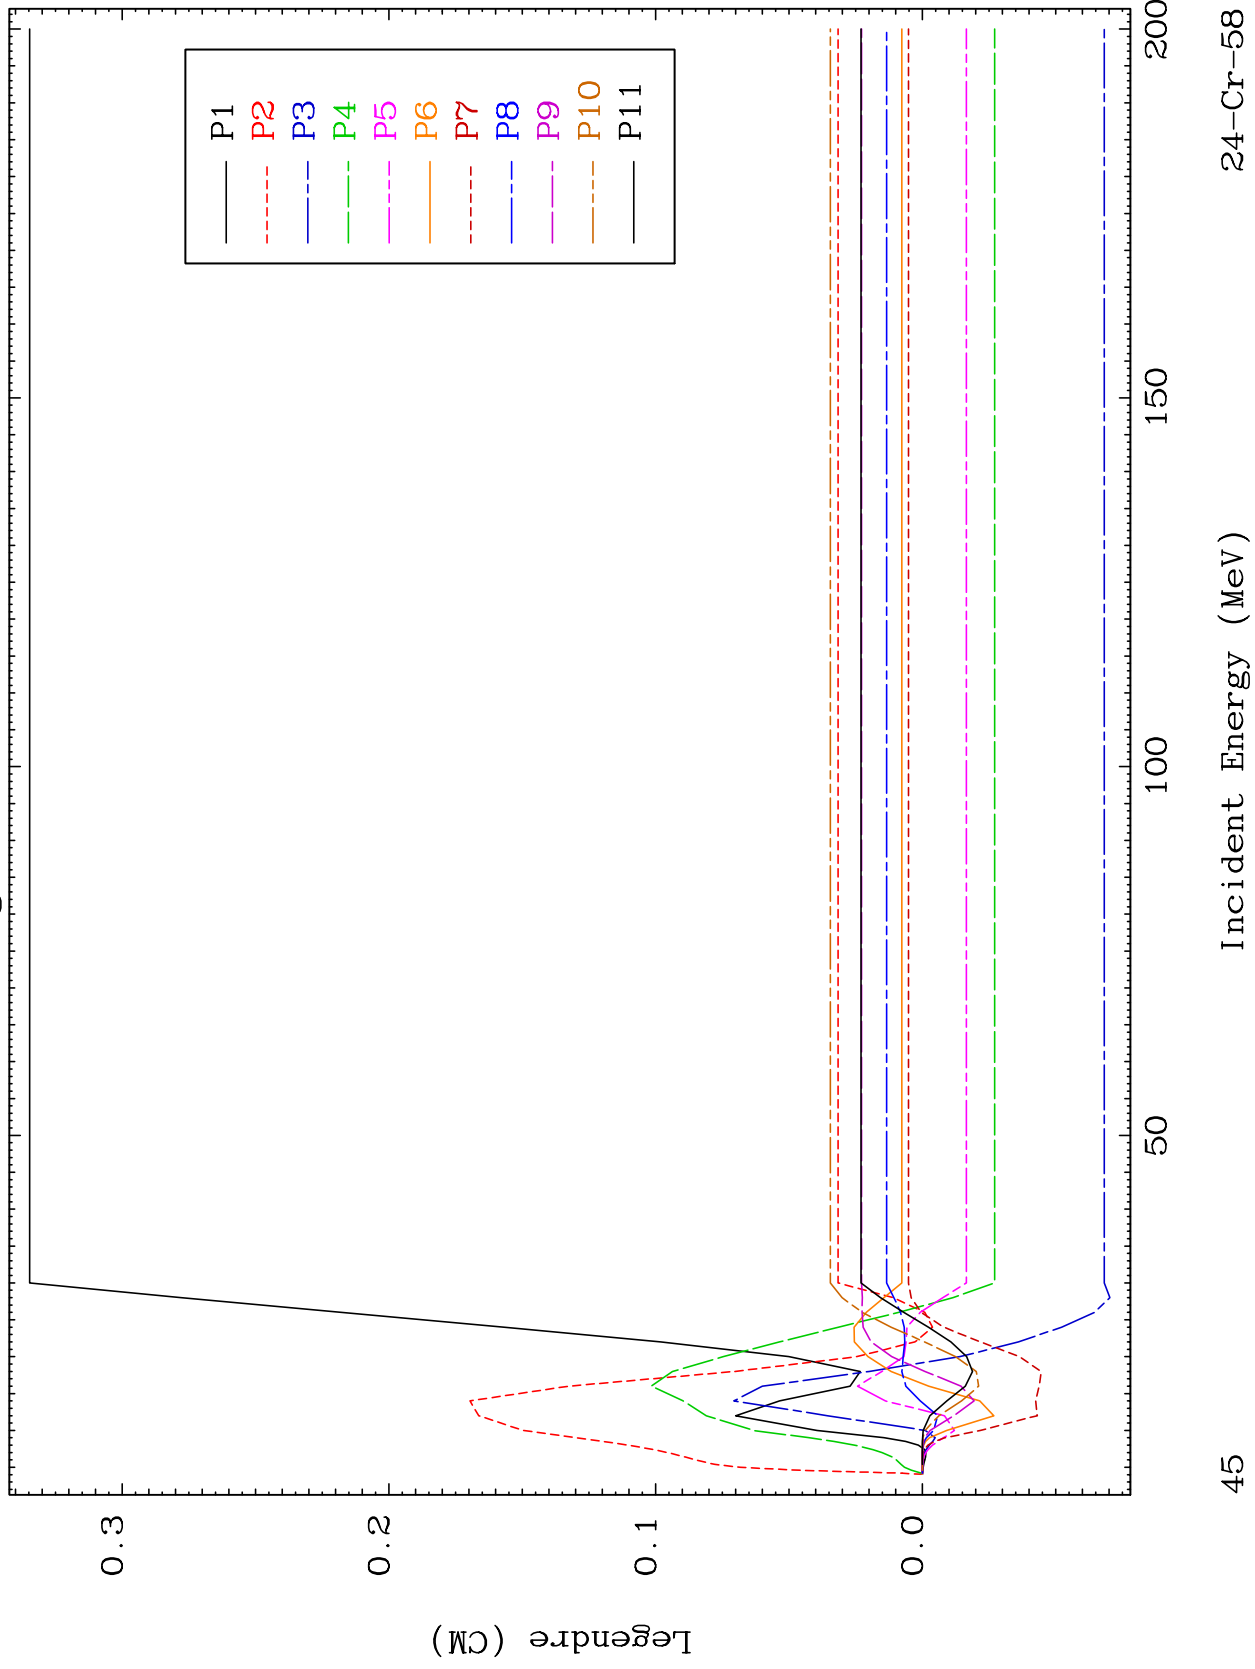 P1
P2
P3
P4
P5
P6
P7
P8
P9
P10
P11
0.3
0.2
0.1
0.0
Legendre (CM)
50
100
150
200
Incident Energy (MeV)
45
24-Cr-58